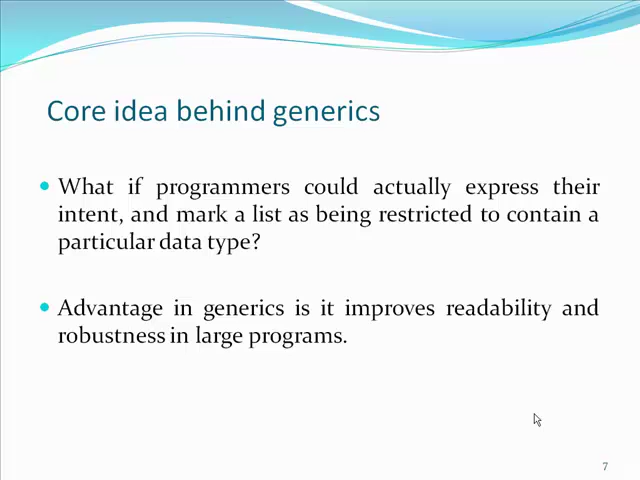 Core idea behind generics
What if programmers could actually express their
intent, and mark a list as being restricted to contain a
particular data type?
Advantage in generics is it improves readability and
robustness in large programs.
7